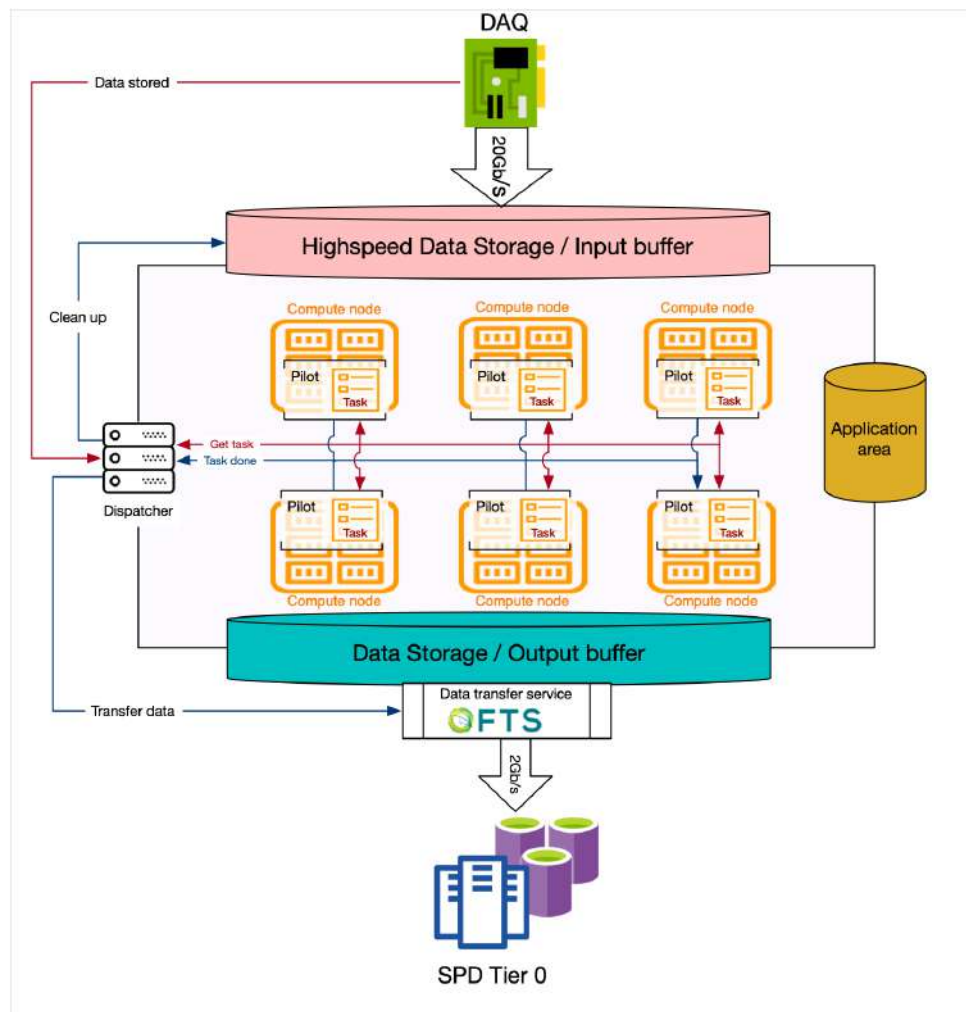 DAQ
Data stored
20Gb/S
Highspeed Data Storage / Input buffer
Clean up
Compute node
Compute node
Compute node
Pilot
Task
Pilot
Task
Pilot
Task
Application
area
Get task
Task done
Dispatcher
Pilot
Task
Pilot
Task
Pilot
Task
Compute node
Compute node
Compute node
Data Storage / Output buffer
Data transfer service
FTS
Transfer data
2Gb/s
SPD Tier 0